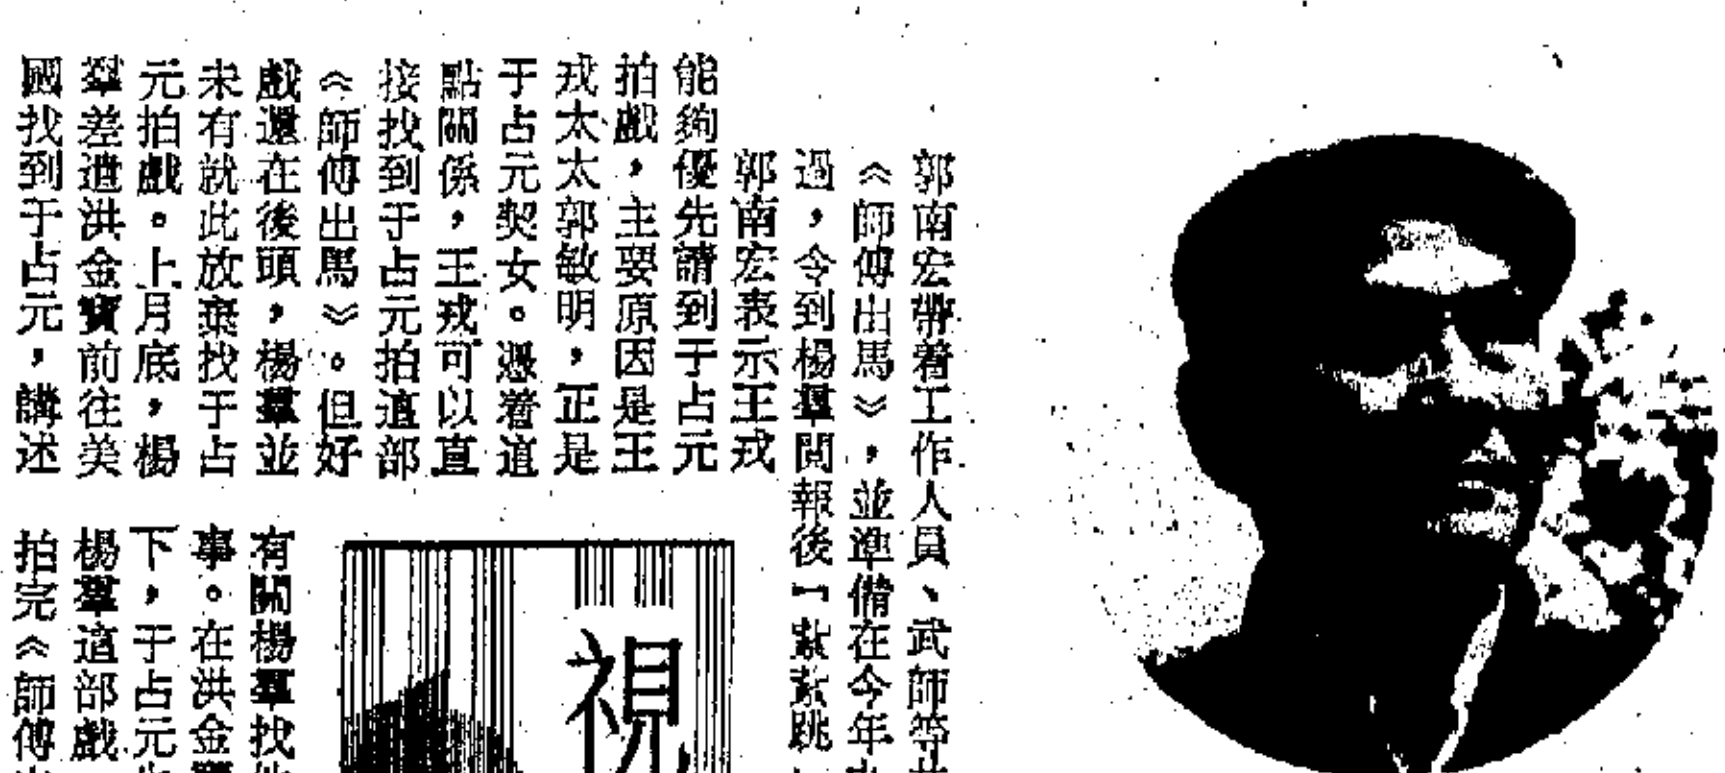 郭南宏帶着工作人員、武師等
《師傅出馬》，並準備在今年
過，令到楊羣閱報後「紮紮跳
郭南宏表示王戎
能夠優先請到于占元
拍戲，主要原因是王
戎太太郭敏明，正是
于占元契女。憑着這
點關係，王戎可以直
接找到于占元拍這部
《師傅出馬》。但好
戲還在後頭，楊羣並
未有就此放棄找于占
元拍戲。上月底，楊
羣差遣洪金寶前往美
國找到于占元，講述
有關楊羣找
事。在洪金寶
下，于占元
楊羣這部戲
拍完《師傅
視